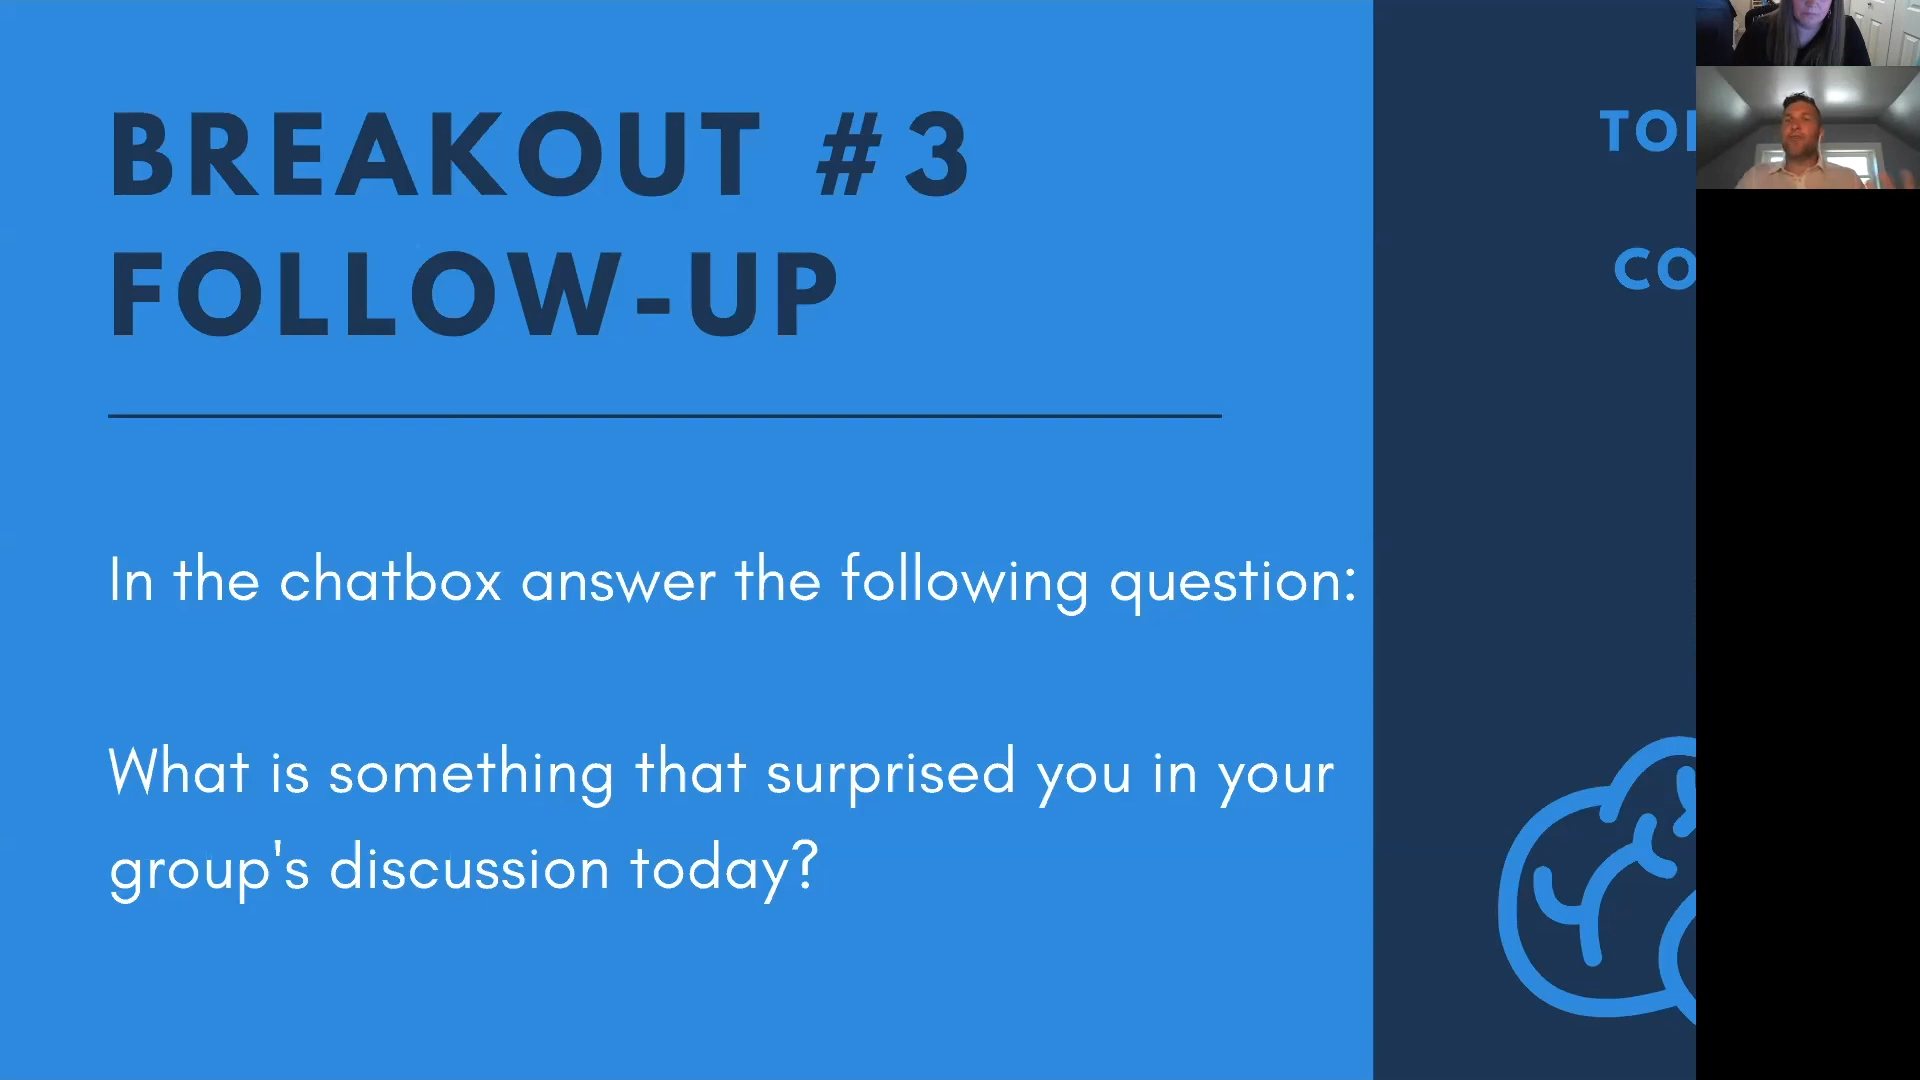 BREAKOUT #3
FOLLOW-UP
In the chatbox answer the following question:
What is something that surprised you in your
group's discussion today?
CO